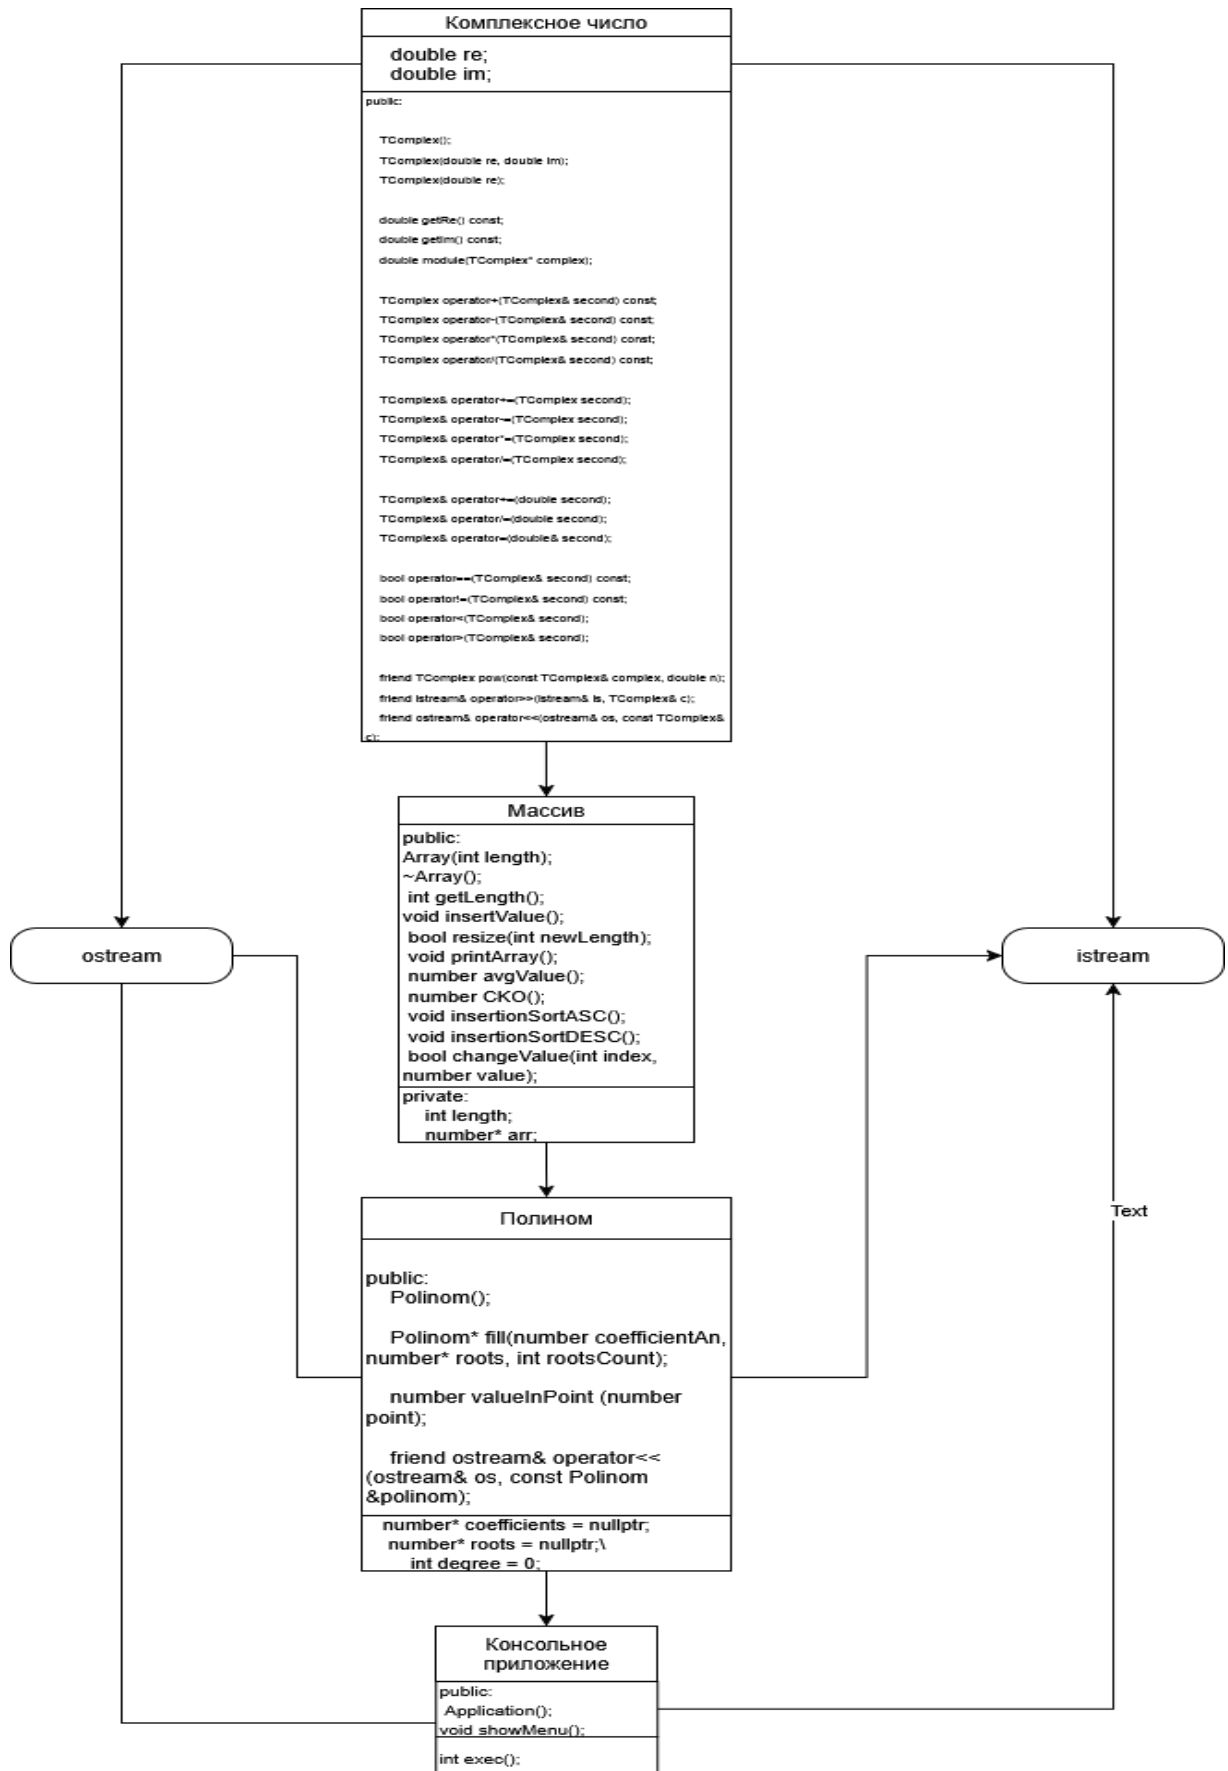 Комплексное число
double re;
double im;
public:
TComplex();
TComplex(double re, double im);
TComplex(double re);
double getRe() const;
double getIm() const;
double module(TComplex* complex);
TComplex operator+(TComplex& second) const;
TComplex operator-(TComplex& second) const;
TComplex operator*(TComplex& second) const;
TComplex operator/(TComplex& second) const;
TComplex& operator+=(TComplex second);
TComplex& operator-=(TComplex second);
TComplex& operator*=(TComplex second);
TComplex& operator/=(TComplex second);
TComplex& operator+=(double second);
TComplex& operator/=(double second);
TComplex& operator=(double& second);
bool operator==(TComplex& second) const;
bool operator!=(TComplex& second) const;
bool operator<(TComplex& second);
bool operator>(TComplex& second);
friend TComplex pow(const TComplex& complex, double n);
friend istream& operator>>(istream& is, TComplex& c);
friend ostream& operator<<(ostream& os, const TComplex&
c);
Массив
public:
Array(int length);
~Array();
int getLength();
void insertValue();
bool resize(int newLength);
void printArray();
number avgValue();
number CKO();
void insertionSortASC();
void insertionSortDESC();
bool changeValue(int index,
number value);
private:
int length;
number* arr;
ostream
istream
Text
Полином
public:
Polinom();
Polinom* fill(number coefficientAn,
number* roots, int rootsCount);
number valueInPoint (number
point);
friend ostream& operator<<
(ostream& os, const Polinom
&polinom);
number* coefficients = nullptr;
number* roots = nullptr;\
int degree = 0;
Консольное
приложение
public:
Application();
void showMenu();
int exec();